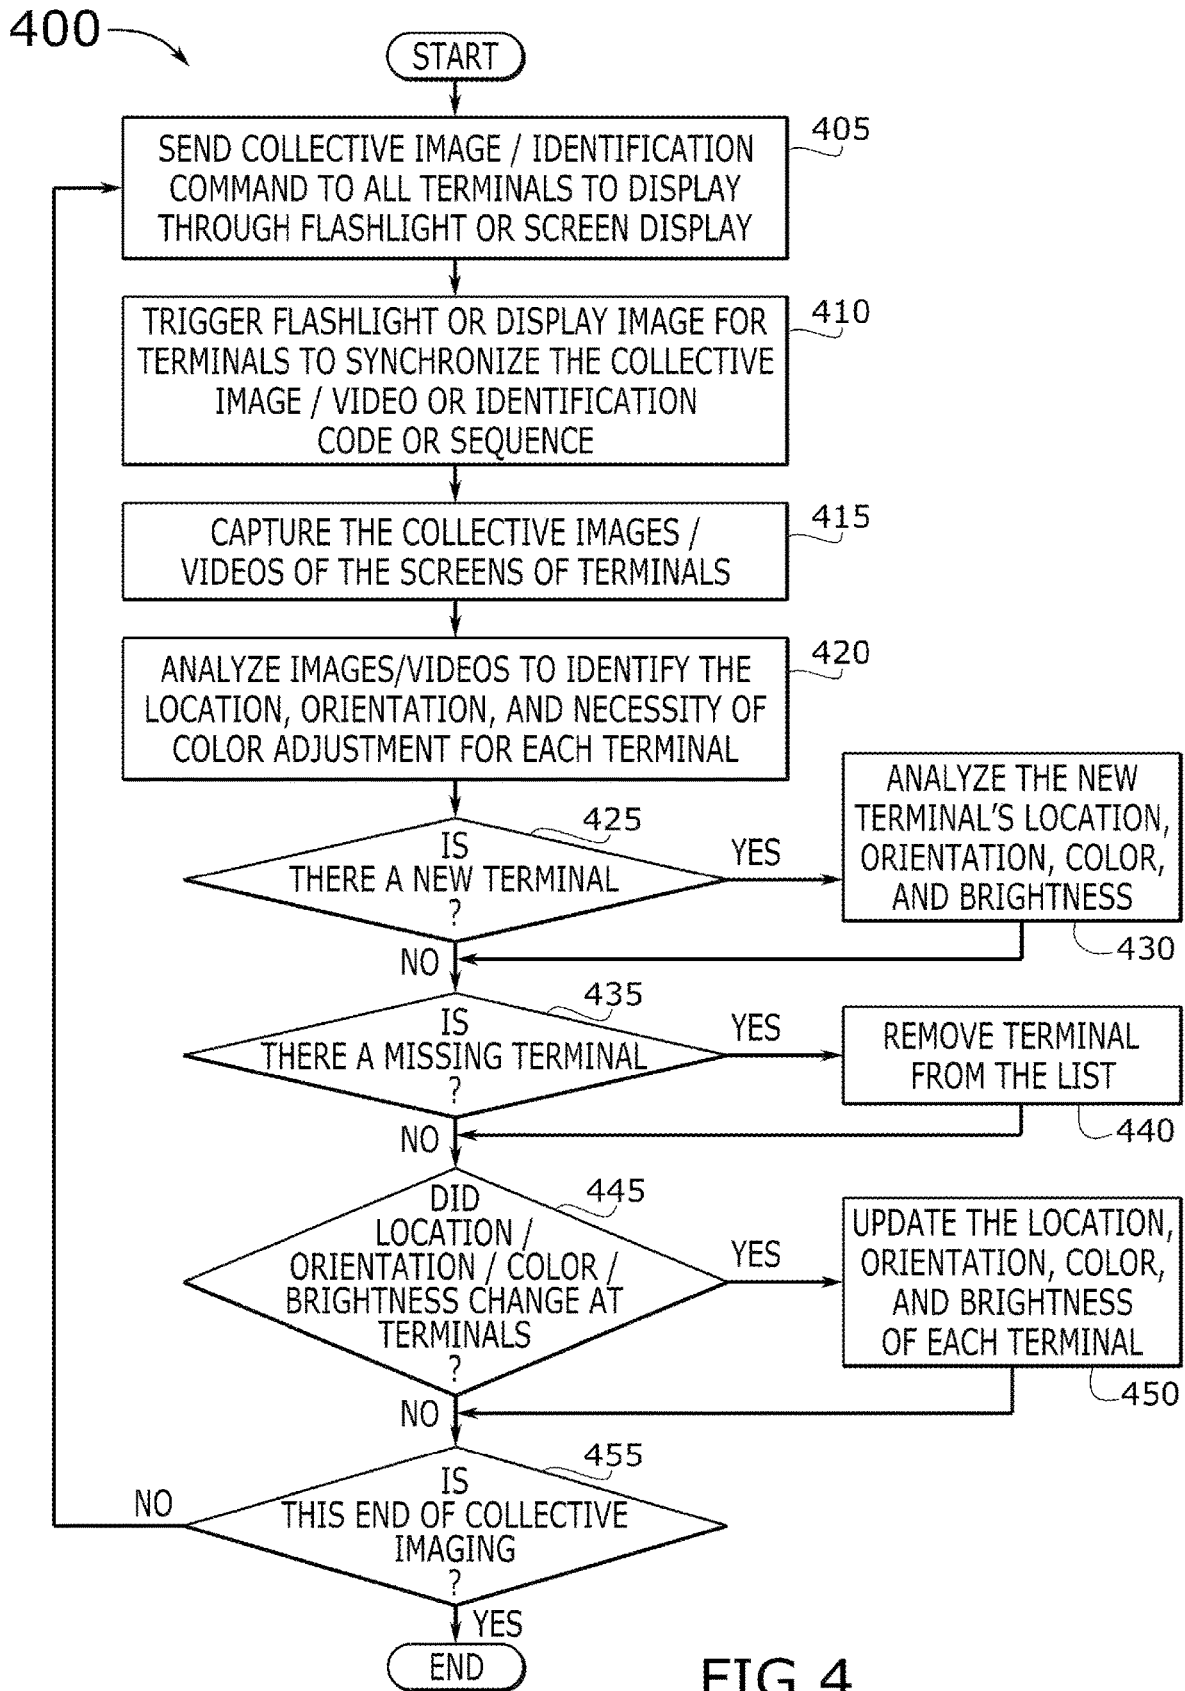 400
START
405
SEND COLLECTIVE IMAGE / IDENTIFICATION
COMMAND TO ALL TERMINALS TO DISPLAY
THROUGH FLASHLIGHT OR SCREEN DISPLAY
410
TRIGGER FLASHLIGHT OR DISPLAY IMAGE FOR
TERMINALS TO SYNCHRONIZE THE COLLECTIVE
IMAGE / VIDEO OR IDENTIFICATION
CODE OR SEQUENCE
415
CAPTURE THE COLLECTIVE IMAGES /
VIDEOS OF THE SCREENS OF TERMINALS
420
ANALYZE IMAGES/VIDEOS TO IDENTIFY THE
LOCATION, ORIENTATION, AND NECESSITY OF
COLOR ADJUSTMENT FOR EACH TERMINAL
425
IS
THERE A NEW TERMINAL
?
YES
ANALYZE THE NEW
TERMINAL'S LOCATION,
ORIENTATION, COLOR,
AND BRIGHTNESS
430
NO
435
IS
THERE A MISSING TERMINAL
?
YES
REMOVE TERMINAL
FROM THE LIST
440
NO
445
DID
LOCATION /
ORIENTATION / COLOR /
BRIGHTNESS CHANGE AT
TERMINALS
?
YES
UPDATE THE LOCATION,
ORIENTATION, COLOR,
AND BRIGHTNESS
OF EACH TERMINAL
450
NO
455
IS
THIS END OF COLLECTIVE
IMAGING
?
NO
YES
END
FIG 4